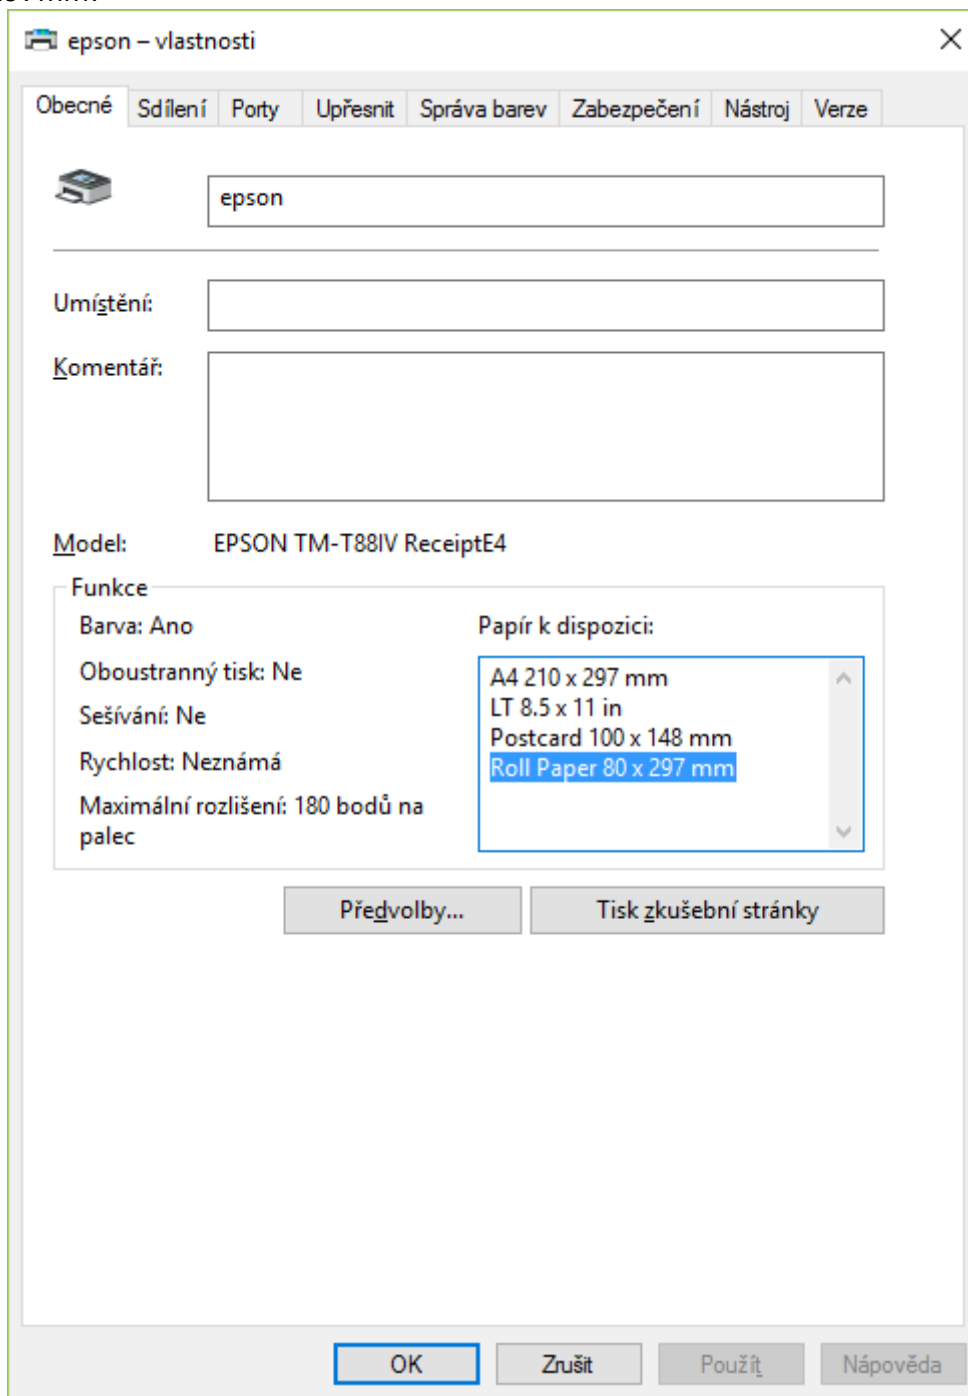 epson – vlastnosti
Obecné Sdílení Porty Upřesnit Správa barev Zabezpečení Nástroj Verze
epson
Umístění:
Komentář:
Model: EPSON TM-T88IV ReceiptE4
Funkce
Barva: Ano
Oboustranný tisk: Ne
Sešívání: Ne
Rychlost: Neznámá
Maximální rozlišení: 180 bodů na
palec
Papír k dispozici:
A4 210 x 297 mm
LT 8.5 x 11 in
Postcard 100 x 148 mm
Roll Paper 80 x 297 mm
Předvolby... Tisk zkušební stránky
OK Zrušit Použít Nápověda